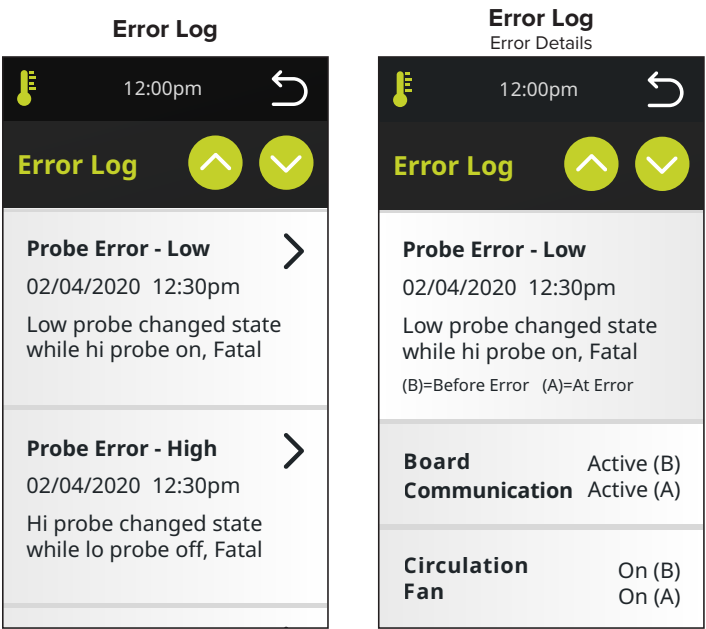 Error Log
12:00pm
Error Log
Probe Error - Low
02/04/2020 12:30pm
Low probe changed state
while hi probe on, Fatal
Probe Error - High
02/04/2020 12:30pm
Hi probe changed state
while lo probe off, Fatal
Error Log
Error Details
12:00pm
Error Log
Probe Error - Low
02/04/2020 12:30pm
Low probe changed state
while hi probe on, Fatal
(B)=Before Error (A)=At Error
Board Active (B)
Communication Active (A)
Circulation On (B)
Fan On (A)